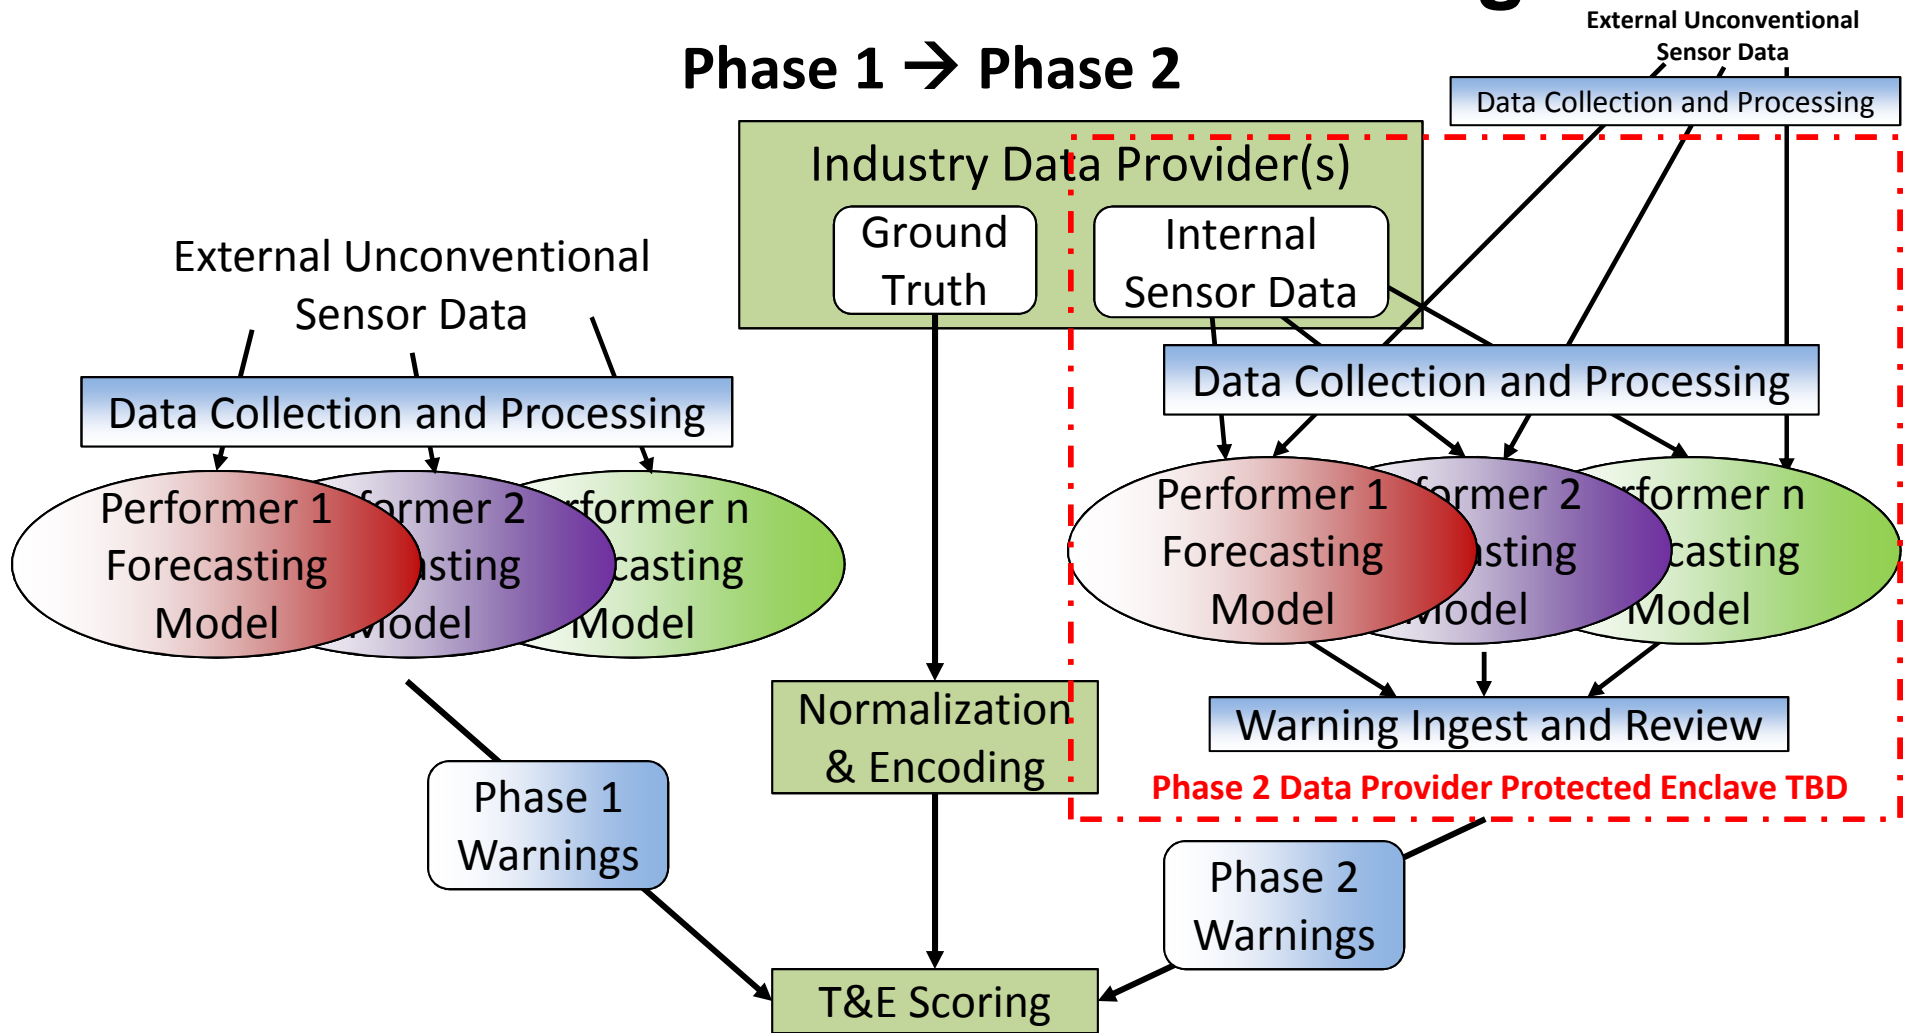 External Unconventional
Sensor Data
Phase 1 → Phase 2
Data Collection and Processing
Industry Data Provider(s)
Ground
Truth
Internal
Sensor Data
External Unconventional
Sensor Data
Data Collection and Processing
Data Collection and Processing
Performer 1
Forecasting
Model
former 2
sting
Model
rformer n
casting
Model
Performer 1
Forecasting
Model
former 2
sting
Model
rformer n
casting
Model
Normalization
& Encoding
Warning Ingest and Review
Phase 2 Data Provider Protected Enclave TBD
Phase 1
Warnings
Phase 2
Warnings
T&E Scoring